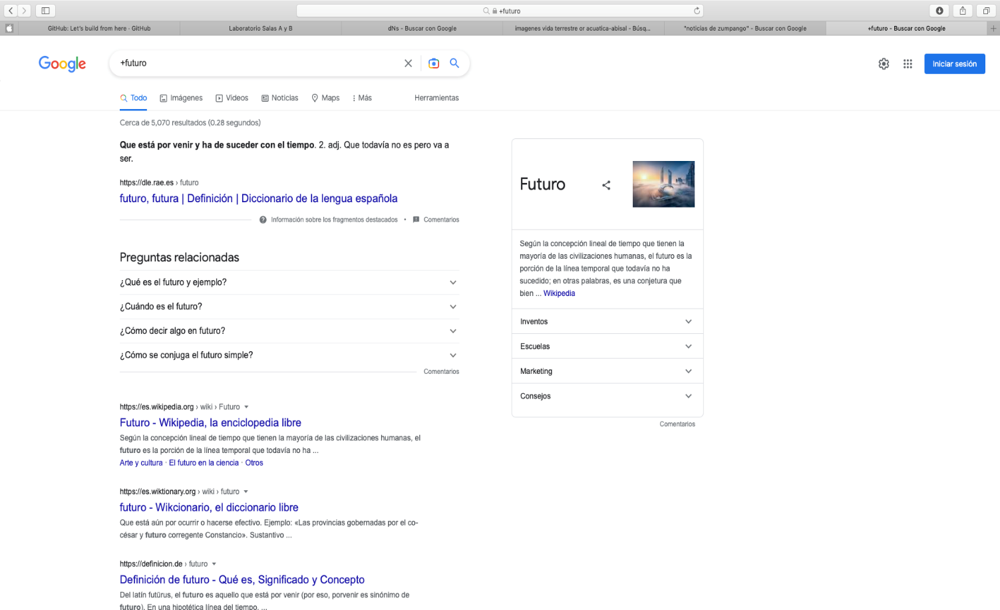 +futuro
GitHub: Let's build from here · GitHub
Laboratorio Salas A y B
dNs - Buscar con Google
imagenes vida terrestre or acuatica-abisal - Búsq...
"noticias de zumpango" - Buscar con Google
+futuro - Buscar con Google
Google
+futuro
Iniciar sesión
Todo
Imágenes
Videos
Noticias
Maps
Más
Herramientas
Cerca de 5,070 resultados (0.28 segundos)
Que está por venir y ha de suceder con el tiempo. 2. adj. Que todavía no es pero va a
ser.
https://dle.rae.es › futuro
futuro, futura | Definición | Diccionario de la lengua española
Información sobre los fragmentos destacados • Comentarios
Preguntas relacionadas
¿Qué es el futuro y ejemplo?
¿Cuándo es el futuro?
¿Cómo decir algo en futuro?
¿Cómo se conjuga el futuro simple?
Comentarios
https://es.wikipedia.org › wiki › Futuro
Futuro - Wikipedia, la enciclopedia libre
Según la concepción lineal de tiempo que tienen la mayoría de las civilizaciones humanas, el
futuro es la porción de la línea temporal que todavía no ha ...
Arte y cultura · El futuro en la ciencia · Otros
https://es.wiktionary.org › wiki › futuro
futuro - Wikcionario, el diccionario libre
Que está aún por ocurrir o hacerse efectivo. Ejemplo: «Las provincias gobernadas por el co-
césar y futuro corregente Constancio». Sustantivo ...
https://definicion.de › futuro
Definición de futuro - Qué es, Significado y Concepto
Del latín futūrus, el futuro es aquello que está por venir (por eso, porvenir es sinónimo de
futuro). En una hipotética línea del tiempo, ...
Futuro
Según la concepción lineal de tiempo que tienen la
mayoría de las civilizaciones humanas, el futuro es la
porción de la línea temporal que todavía no ha
sucedido; en otras palabras, es una conjetura que
bien ... Wikipedia
Inventos
Escuelas
Marketing
Consejos
Comentarios